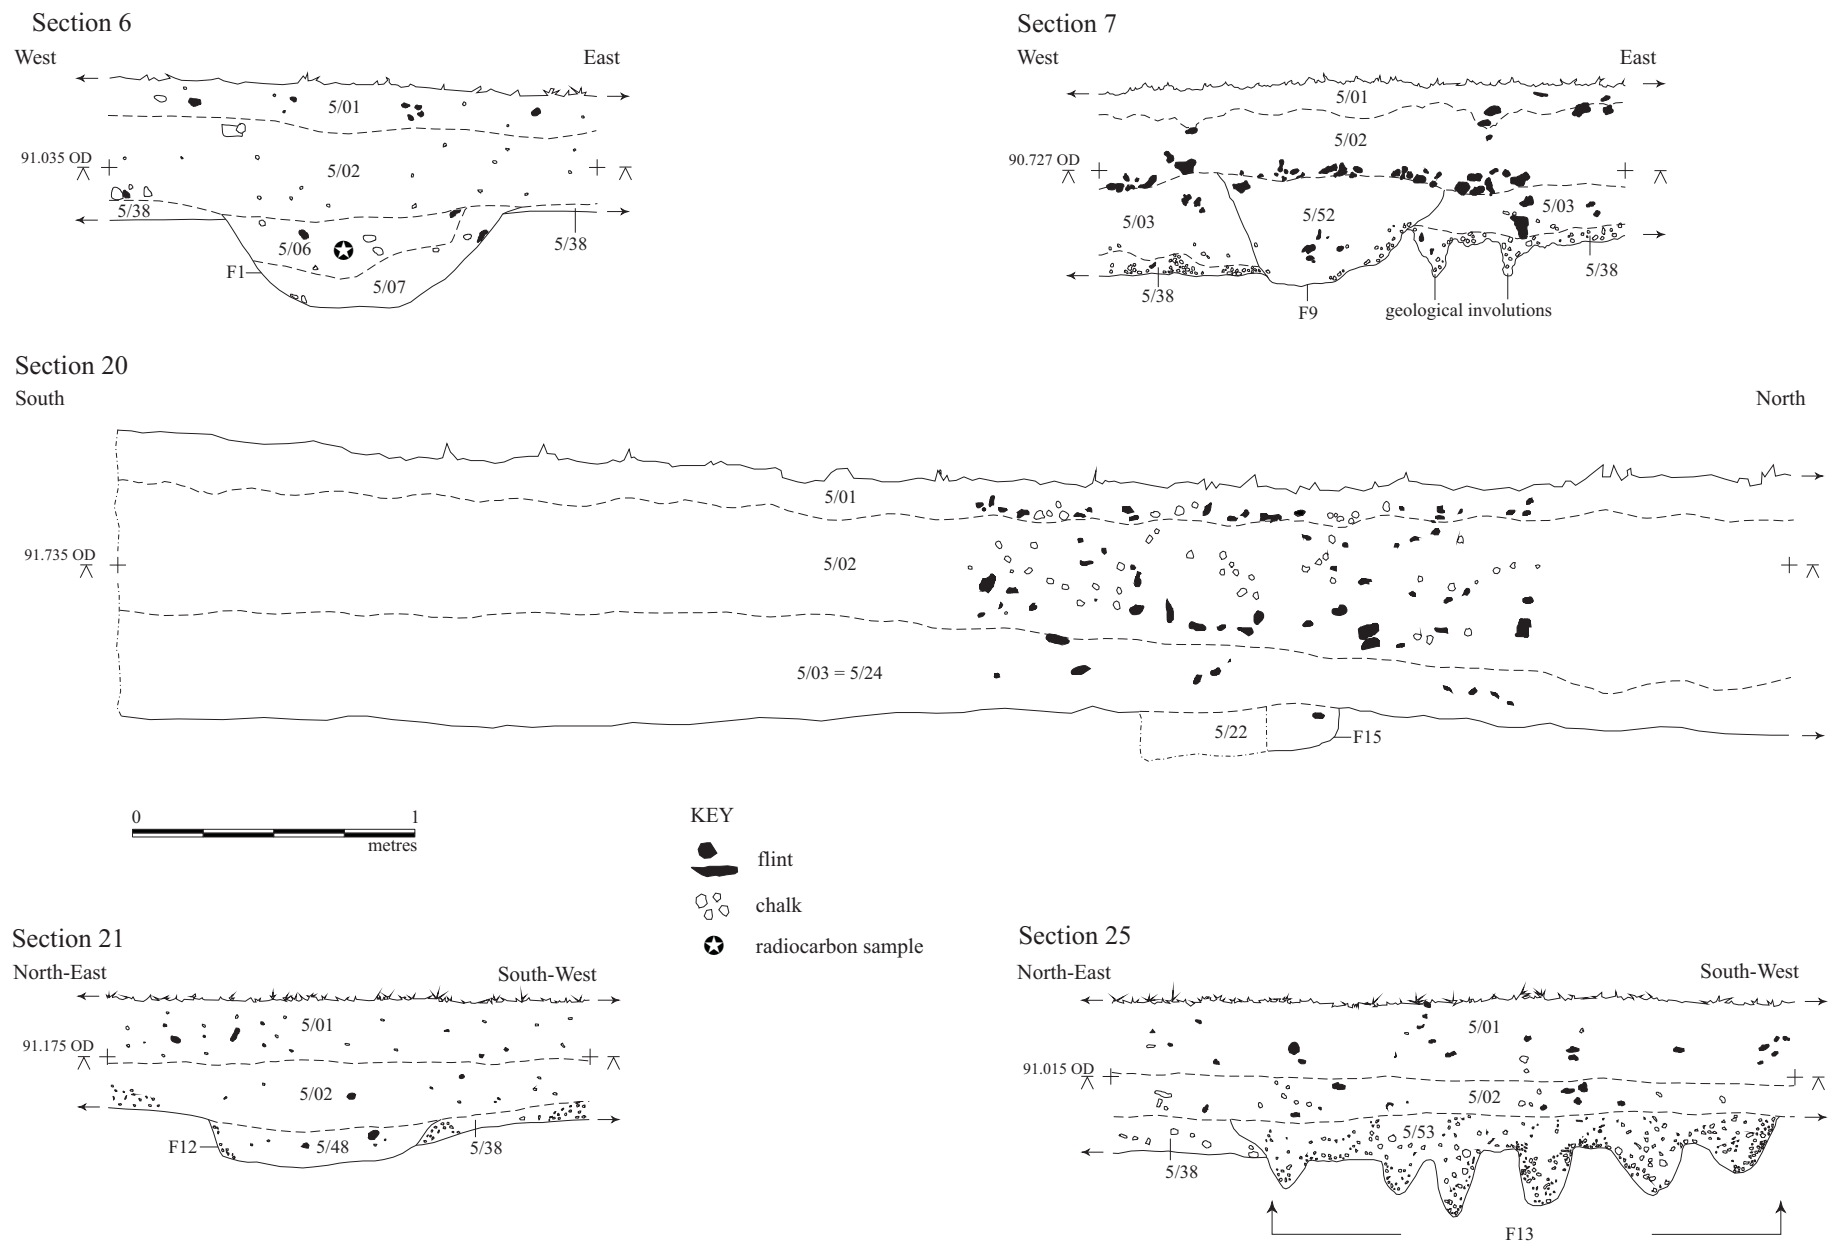 Section 6
West
East
5/01
91.035 OD
5/02
5/38
5/06
5/38
F1
5/07
Section 7
West
East
5/01
5/02
90.727 OD
5/03
5/52
5/03
5/38
5/38
F9
geological involutions
Section 20
South
North
5/01
91.735 OD
5/02
5/03 = 5/24
5/22
F15
0
1
metres
KEY
flint
chalk
radiocarbon sample
Section 21
North-East
South-West
5/01
91.175 OD
5/02
F12
5/48
5/38
Section 25
North-East
South-West
5/01
91.015 OD
5/02
5/53
5/38
F13